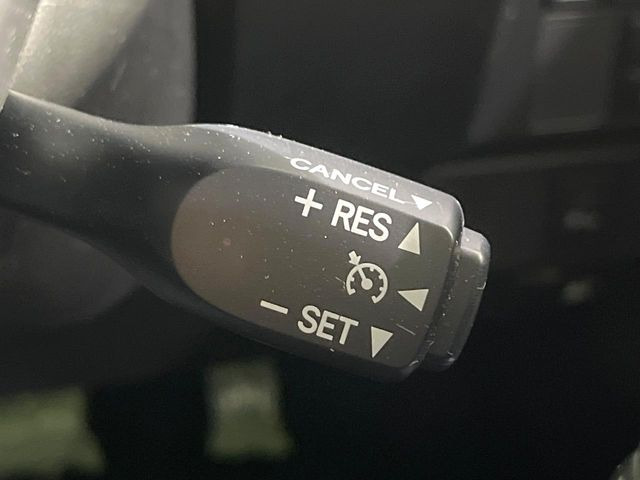 CANCEL▼
+ RES ▲
− SET ▼